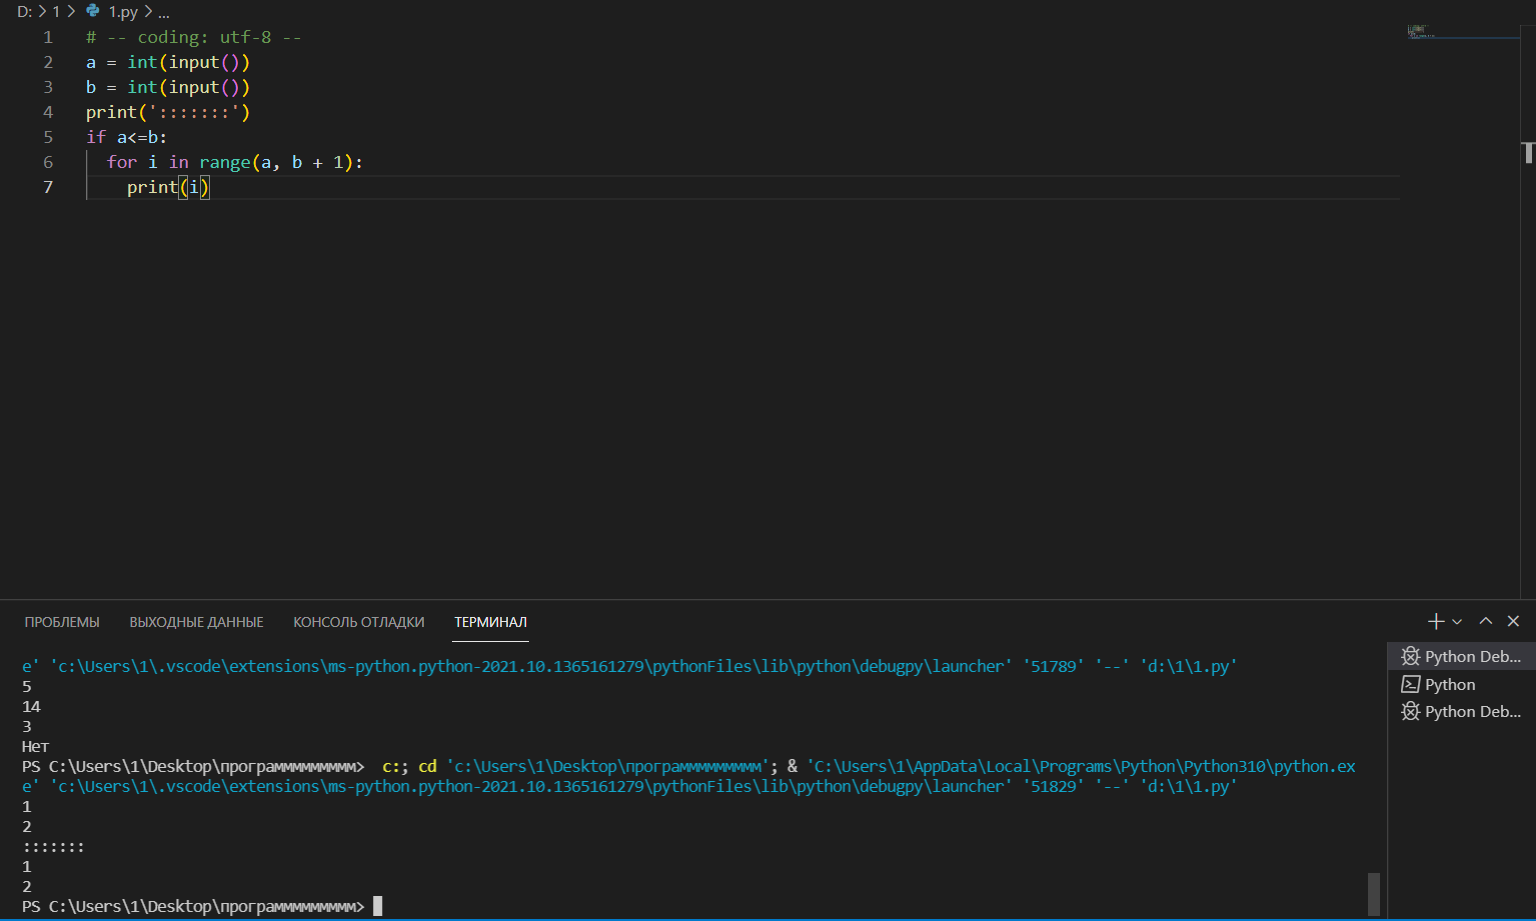 D: > 1 > 1.py > ...
1 # -- coding: utf-8 --
2 a = int(input())
3 b = int(input())
4 print(':::::::')
5 if a<=b:
6   for i in range(a, b + 1):
7     print(i)
ПРОБЛЕМЫ ВЫХОДНЫЕ ДАННЫЕ КОНСОЛЬ ОТЛАДКИ ТЕРМИНАЛ
e' 'c:\Users\1\.vscode\extensions\ms-python.python-2021.10.1365161279\pythonFiles\lib\python\debugpy\launcher' '51789' '--' 'd:\1\1.py'
5
14
3
Нет
PS C:\Users\1\Desktop\программмммммммм>  c:; cd 'c:\Users\1\Desktop\программмммммммм'; & 'C:\Users\1\AppData\Local\Programs\Python\Python310\python.ex
e' 'c:\Users\1\.vscode\extensions\ms-python.python-2021.10.1365161279\pythonFiles\lib\python\debugpy\launcher' '51829' '--' 'd:\1\1.py'
1
2
:::::::
1
2
PS C:\Users\1\Desktop\программмммммммм>
Python Deb...
Python
Python Deb...